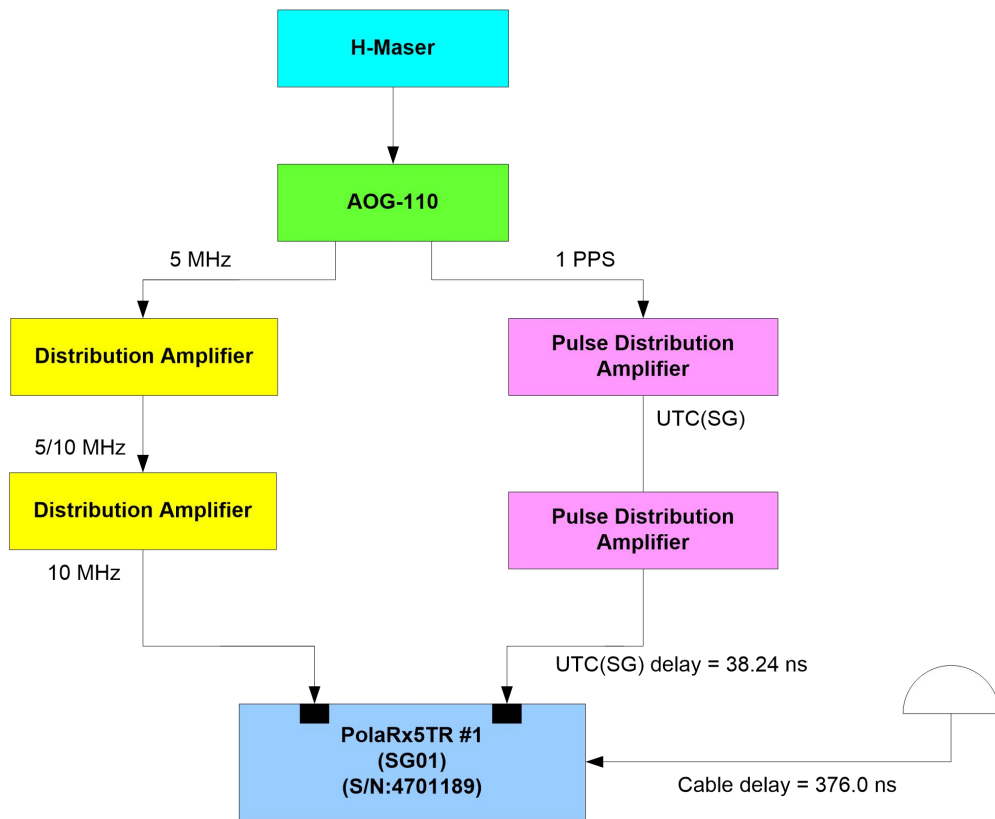 H-Maser
AOG-110
5 MHz
1 PPS
Distribution Amplifier
Pulse Distribution
Amplifier
UTC(SG)
5/10 MHz
Distribution Amplifier
Pulse Distribution
Amplifier
10 MHz
UTC(SG) delay = 38.24 ns
PolaRx5TR #1
(SG01)
(S/N:4701189)
Cable delay = 376.0 ns